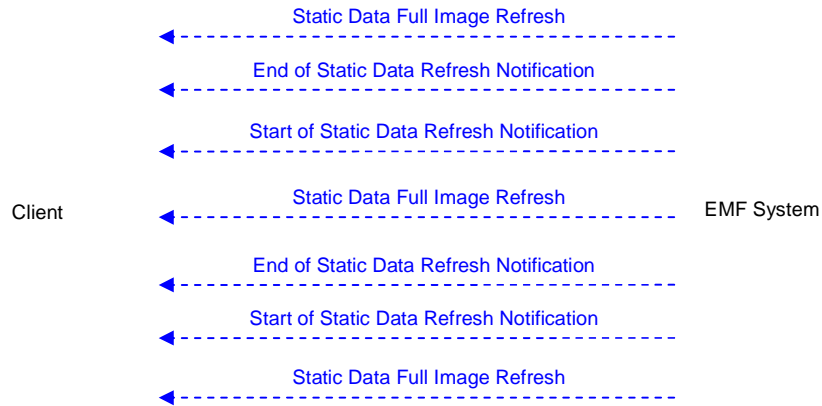 Static Data Full Image Refresh
End of Static Data Refresh Notification
Start of Static Data Refresh Notification
Static Data Full Image Refresh
Client
EMF System
End of Static Data Refresh Notification
Start of Static Data Refresh Notification
Static Data Full Image Refresh